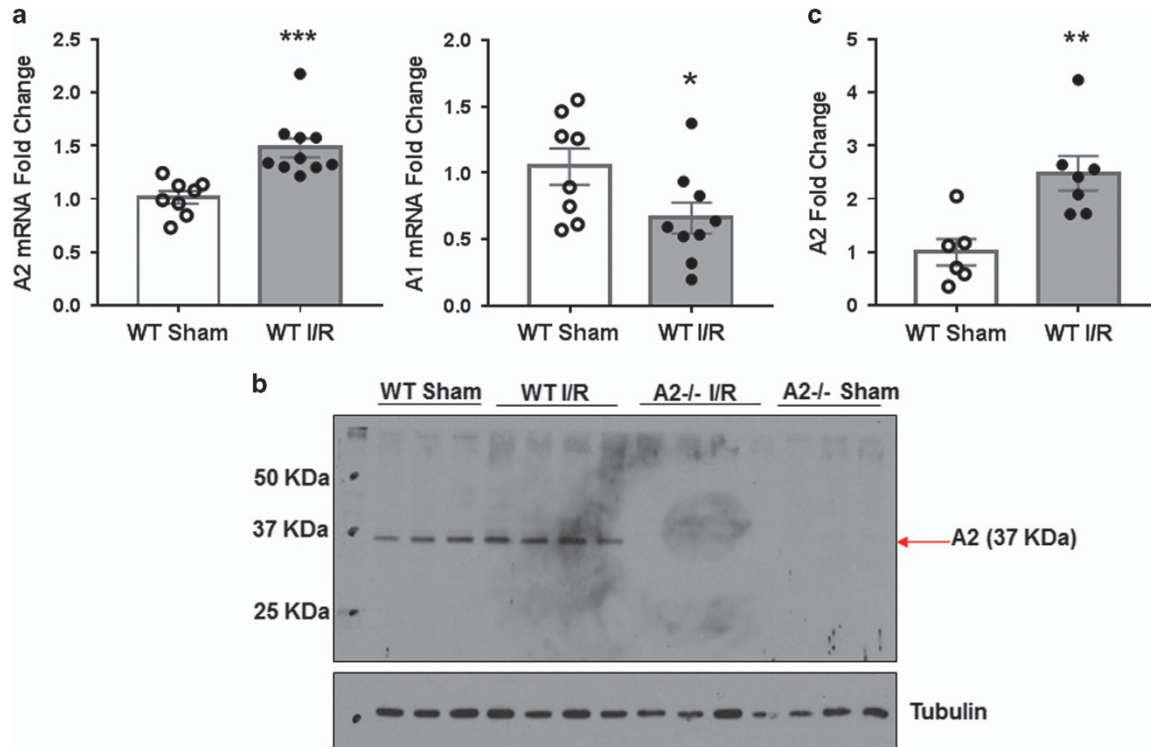 a
A2 mRNA Fold Change
2.5
2.0
1.5
1.0
0.5
0.0
***
WT Sham
WT I/R
A1 mRNA Fold Change
2.0
1.5
1.0
0.5
0.0
*
WT Sham
WT I/R
c
A2 Fold Change
5
4
3
2
1
0
**
WT Sham
WT I/R
b
WT Sham
WT I/R
A2-/- I/R
A2-/- Sham
50 KDa
37 KDa
25 KDa
A2 (37 KDa)
Tubulin